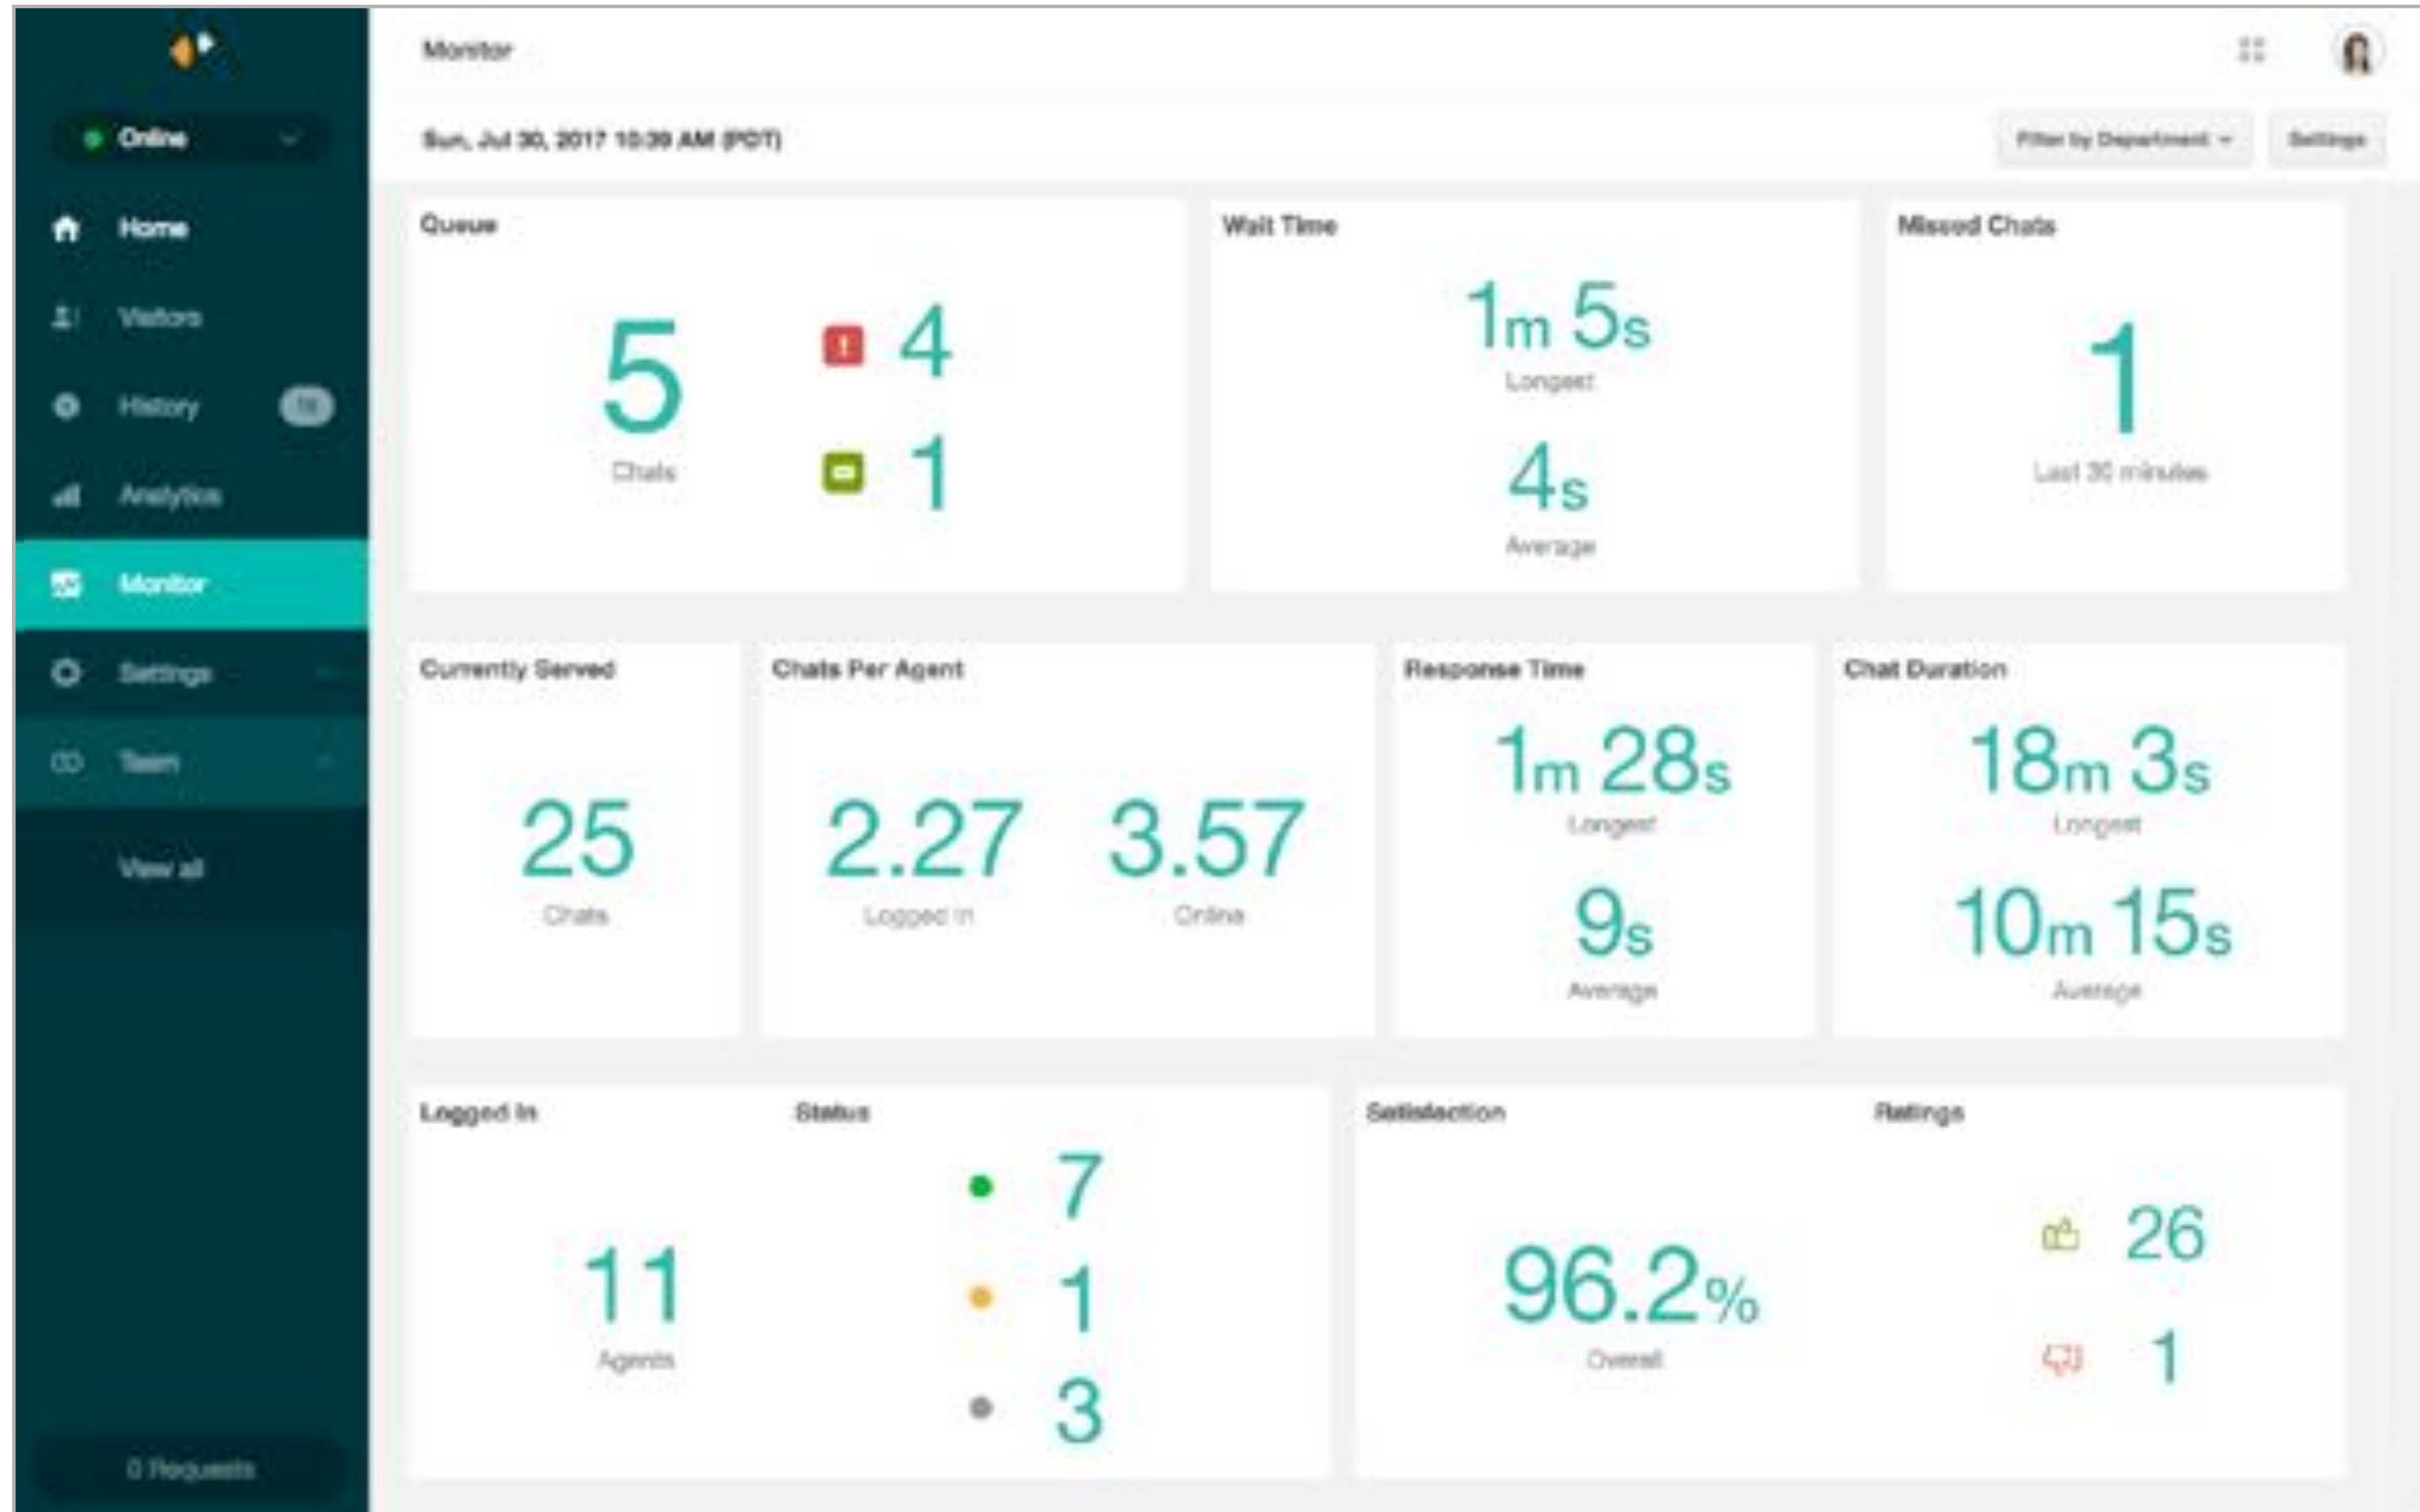 Monitor
Online
Sun, Jul 30, 2017 10:39 AM (PDT)
Filter by Department
Settings
Home
Visitors
History
Analytics
Monitor
Settings
Team
View all
0 Requests
Queue
5
Chats
4
1
Wait Time
1m 5s
Longest
4s
Average
Missed Chats
1
Last 30 minutes
Currently Served
25
Chats
Chats Per Agent
2.27
Logged in
3.57
Online
Response Time
1m 28s
Longest
9s
Average
Chat Duration
18m 3s
Longest
10m 15s
Average
Logged In
11
Agents
Status
7
1
3
Satisfaction
96.2%
Overall
Ratings
26
1